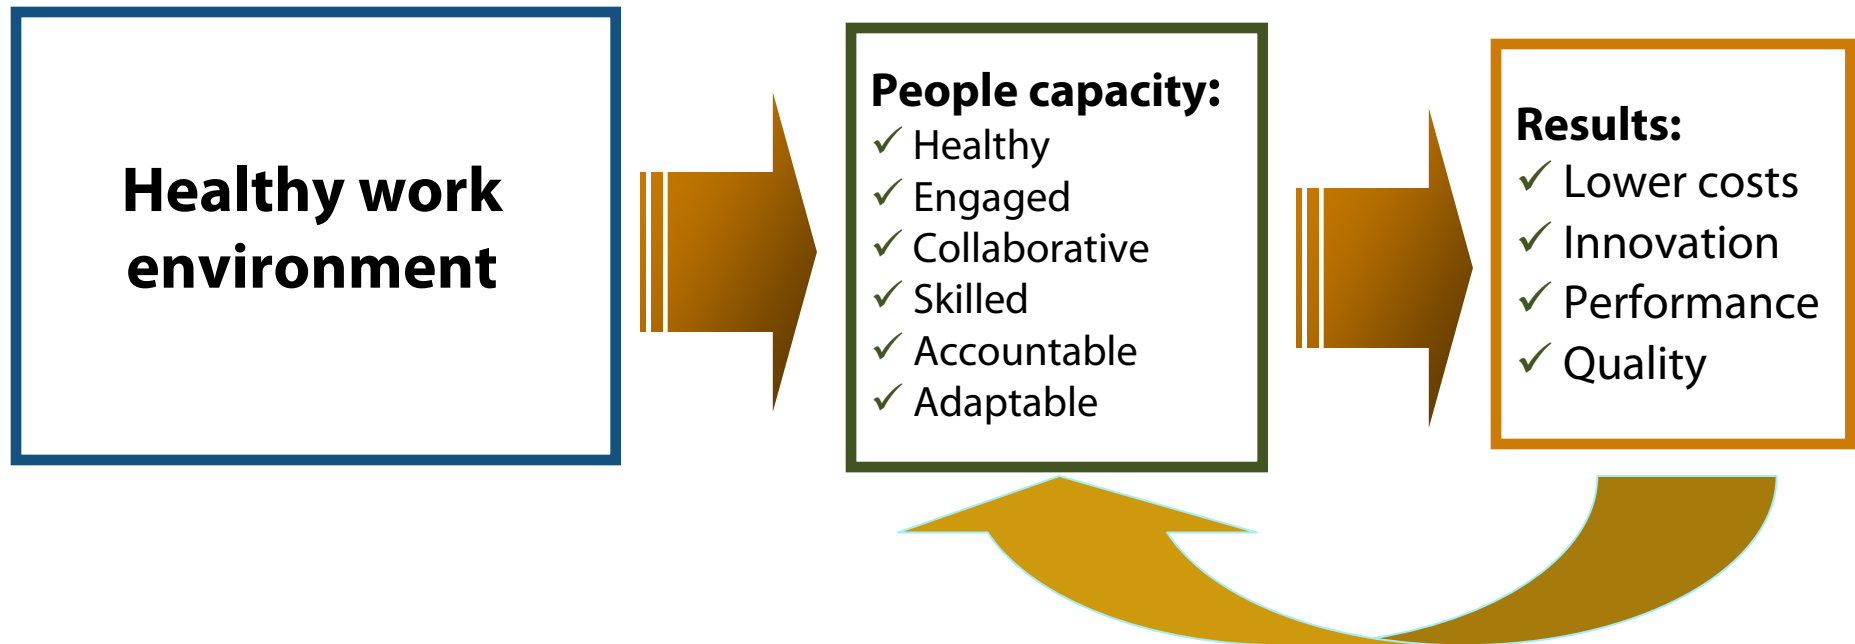 Healthy work
environment
People capacity:
✓ Healthy
✓ Engaged
✓ Collaborative
✓ Skilled
✓ Accountable
✓ Adaptable
Results:
✓ Lower costs
✓ Innovation
✓ Performance
✓ Quality